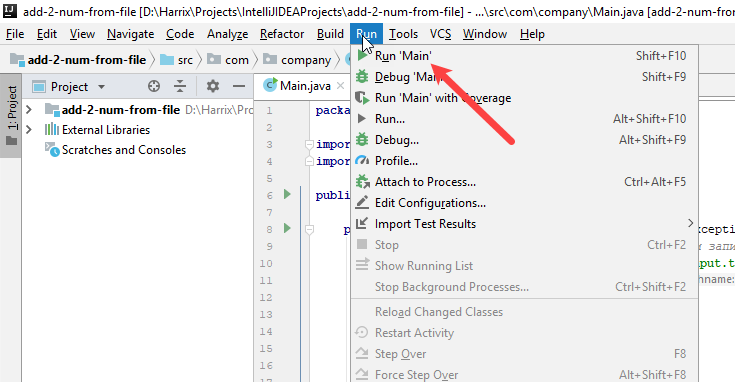 add-2-num-from-file [D:\Harrix\Projects\IntelliJIDEAProjects\add-2-num-from-file] - ...\src\com\company\Main.java [add-2-num-from
File Edit View Navigate Code Analyze Refactor Build Run Tools VCS Window Help
add-2-num-from-file src com company
1: Project
Project
Main.java
add-2-num-from-file D:\Harrix\Pro
External Libraries
Scratches and Consoles
1 packa
2
3 impor
4 impor
5
6 publi
7
8 p
9
10
11
12
13
14
Run 'Main' Shift+F10
Debug 'Main' Shift+F9
Run 'Main' with Coverage
Run... Alt+Shift+F10
Debug... Alt+Shift+F9
Profile...
Attach to Process... Ctrl+Alt+F5
Edit Configurations...
Import Test Results
Stop Ctrl+F2
Show Running List
Stop Background Processes... Ctrl+Shift+F2
Reload Changed Classes
Restart Activity
Step Over F8
Force Step Over Alt+Shift+F8
xcepti
запи
put.t
hname: